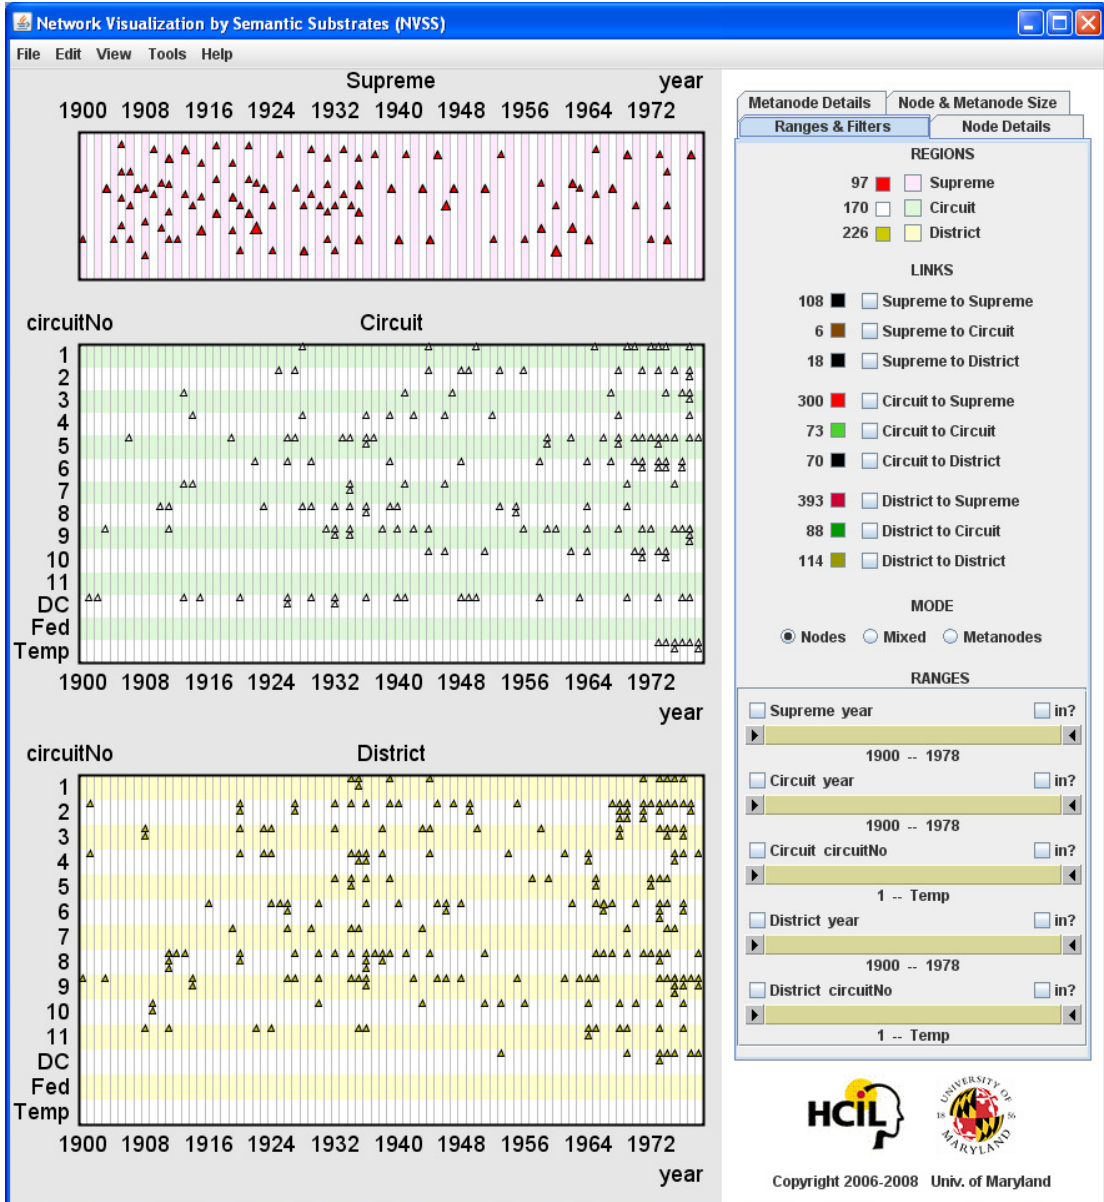 Network Visualization by Semantic Substrates (NVSS)
File Edit View Tools Help
Supreme year
1900 1908 1916 1924 1932 1940 1948 1956 1964 1972
circuitNo Circuit
1
2
3
4
5
6
7
8
9
10
11
DC
Fed
Temp
1900 1908 1916 1924 1932 1940 1948 1956 1964 1972
year
circuitNo District
1
2
3
4
5
6
7
8
9
10
11
DC
Fed
Temp
1900 1908 1916 1924 1932 1940 1948 1956 1964 1972
year
Metanode Details Node & Metanode Size
Ranges & Filters Node Details
REGIONS
97 Supreme
170 Circuit
226 District
LINKS
108 Supreme to Supreme
6 Supreme to Circuit
18 Supreme to District
300 Circuit to Supreme
73 Circuit to Circuit
70 Circuit to District
393 District to Supreme
88 District to Circuit
114 District to District
MODE
Nodes Mixed Metanodes
RANGES
Supreme year in?
1900 -- 1978
Circuit year in?
1900 -- 1978
Circuit circuitNo in?
1 -- Temp
District year in?
1900 -- 1978
District circuitNo in?
1 -- Temp
HCIL
UNIVERSITY OF
18 56
MARYLAND
Copyright 2006-2008 Univ. of Maryland